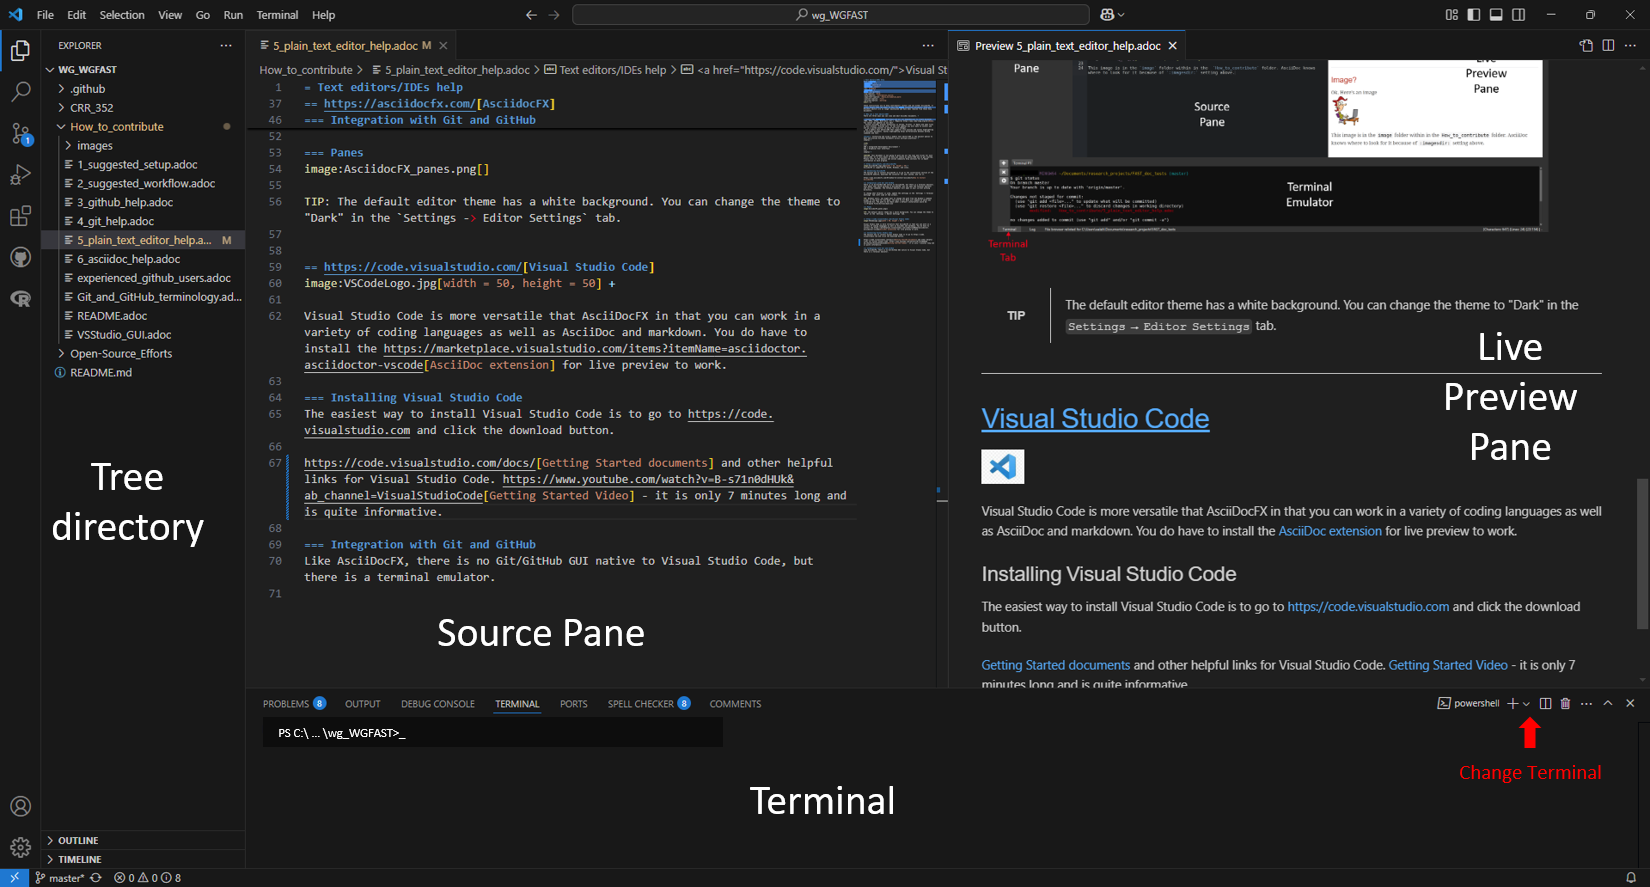 File Edit Selection View Go Run Terminal Help
wg_WGFAST
EXPLORER
WG_WGFAST
.github
CRR_352
How_to_contribute
images
1_suggested_setup.adoc
2_suggested_workflow.adoc
3_github_help.adoc
4_git_help.adoc
5_plain_text_editor_help.a... M
6_asciidoc_help.adoc
experienced_github_users.adoc
Git_and_GitHub_terminology.ad...
README.adoc
VSStudio_GUI.adoc
Open-Source_Efforts
README.md
Tree
directory
OUTLINE
TIMELINE
5_plain_text_editor_help.adoc M
How_to_contribute > 5_plain_text_editor_help.adoc > Text editors/IDEs help > <a href="https://code.visualstudio.com/">Visual St
1 = Text editors/IDEs help
37 == https://asciidocfx.com/[AsciidocFX]
46 === Integration with Git and GitHub
52
53 === Panes
54 image:AsciidocFX_panes.png[]
55
56 TIP: The default editor theme has a white background. You can change the theme to
"Dark" in the `Settings -> Editor Settings` tab.
57
58
59 == https://code.visualstudio.com/[Visual Studio Code]
60 image:VSCodeLogo.jpg[width = 50, height = 50] +
61
62 Visual Studio Code is more versatile that AsciiDocFX in that you can work in a
variety of coding languages as well as AsciiDoc and markdown. You do have to
install the https://marketplace.visualstudio.com/items?itemName=asciidoctor.
asciidoctor-vscode[AsciiDoc extension] for live preview to work.
63
64 === Installing Visual Studio Code
65 The easiest way to install Visual Studio Code is to go to https://code.
visualstudio.com and click the download button.
66
67 https://code.visualstudio.com/docs/[Getting Started documents] and other helpful
links for Visual Studio Code. https://www.youtube.com/watch?v=B-s71n0dHUk&
ab_channel=VisualStudioCode[Getting Started Video] - it is only 7 minutes long and
is quite informative.
68
69 === Integration with Git and GitHub
70 Like AsciiDocFX, there is no Git/GitHub GUI native to Visual Studio Code, but
there is a terminal emulator.
71
Source Pane
Preview 5_plain_text_editor_help.adoc
Pane
Source
Pane
Live
Preview
Pane
Image?
Terminal
Emulator
Terminal
Tab
TIP
The default editor theme has a white background. You can change the theme to "Dark" in the
Settings → Editor Settings tab.
Live
Preview
Pane
Visual Studio Code
Visual Studio Code is more versatile that AsciiDocFX in that you can work in a variety of coding languages as well
as AsciiDoc and markdown. You do have to install the AsciiDoc extension for live preview to work.
Installing Visual Studio Code
The easiest way to install Visual Studio Code is to go to https://code.visualstudio.com and click the download
button.
Getting Started documents and other helpful links for Visual Studio Code. Getting Started Video - it is only 7
minutes long and is quite informative
PROBLEMS 8 OUTPUT DEBUG CONSOLE TERMINAL PORTS SPELL CHECKER 8 COMMENTS
powershell
PS C:\ ... \wg_WGFAST>_
Change Terminal
Terminal
master* 0 0 8